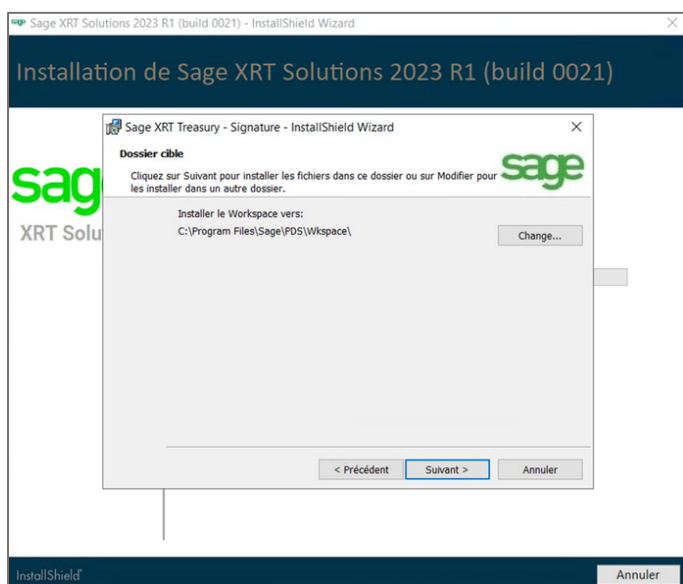 Sage XRT Solutions 2023 R1 (build 0021) - InstallShield Wizard
Installation de Sage XRT Solutions 2023 R1 (build 0021)
Sage XRT Treasury - Signature - InstallShield Wizard
Dossier cible
Cliquez sur Suivant pour installer les fichiers dans ce dossier ou sur Modifier pour
les installer dans un autre dossier.
sage
sag
XRT Solu
Installer le Workspace vers:
C:\Program Files\Sage\PDS\Wkspace\
Change...
< Précédent
Suivant >
Annuler
InstallShield
Annuler